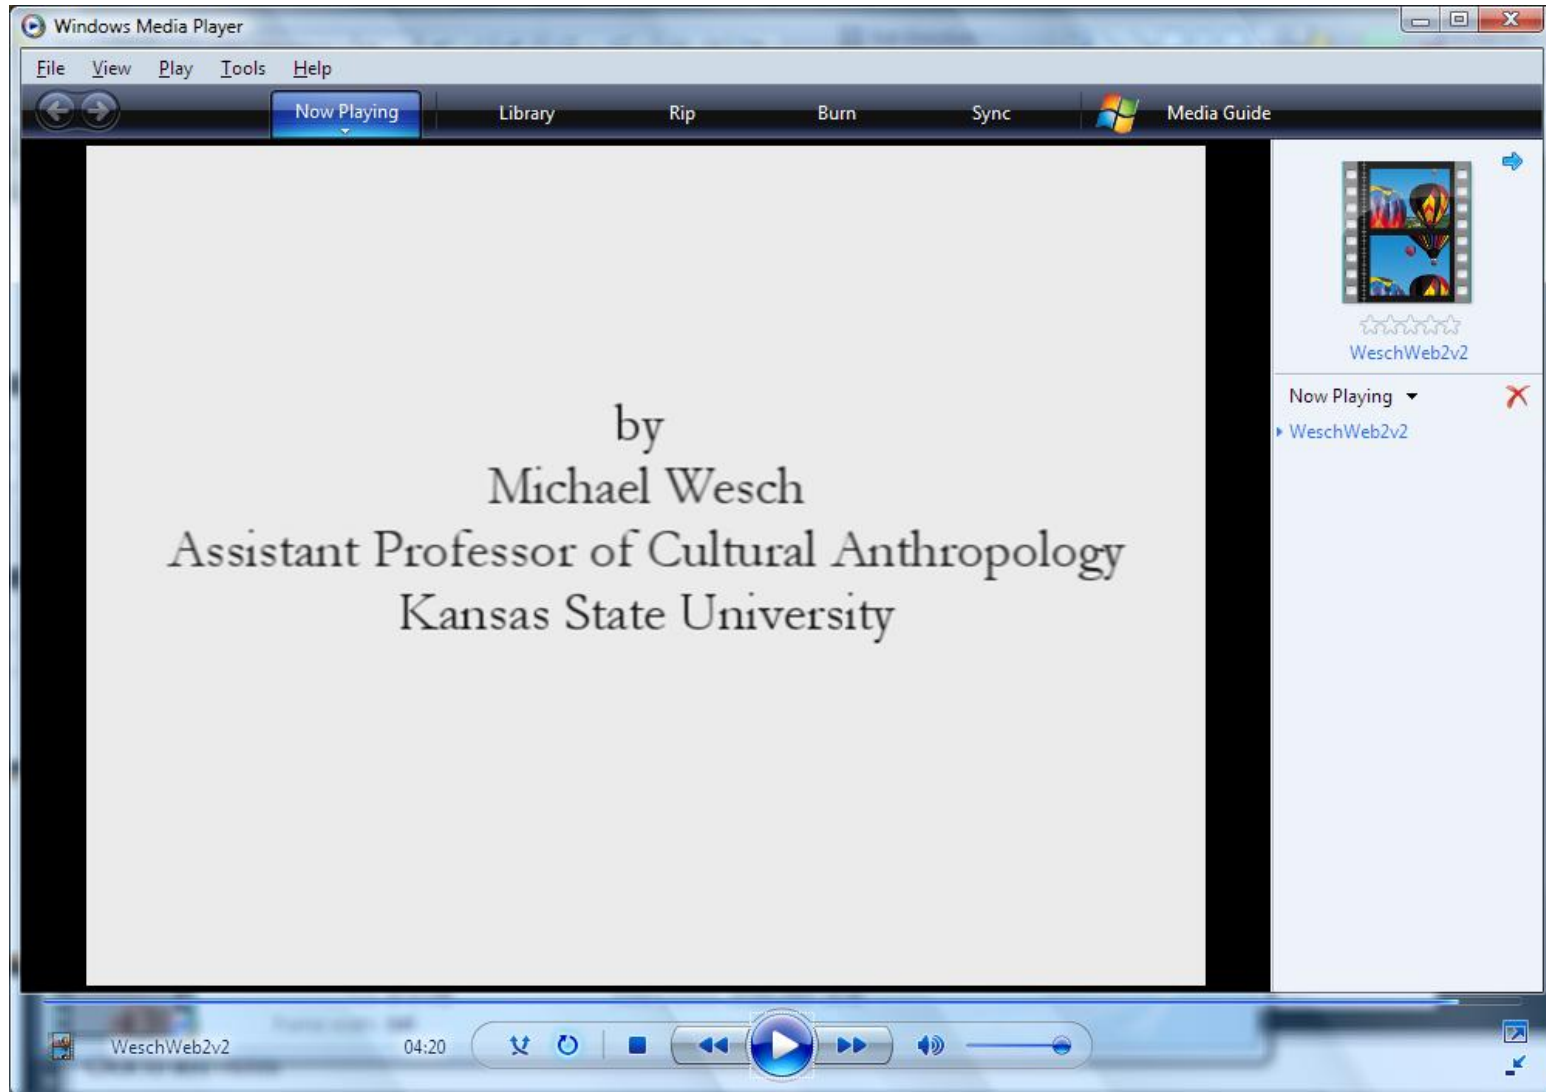 Windows Media Player
File View Play Tools Help
Now Playing Library Rip Burn Sync Media Guide
by
Michael Wesch
Assistant Professor of Cultural Anthropology
Kansas State University
WeschWeb2v2
Now Playing
WeschWeb2v2
WeschWeb2v2 04:20